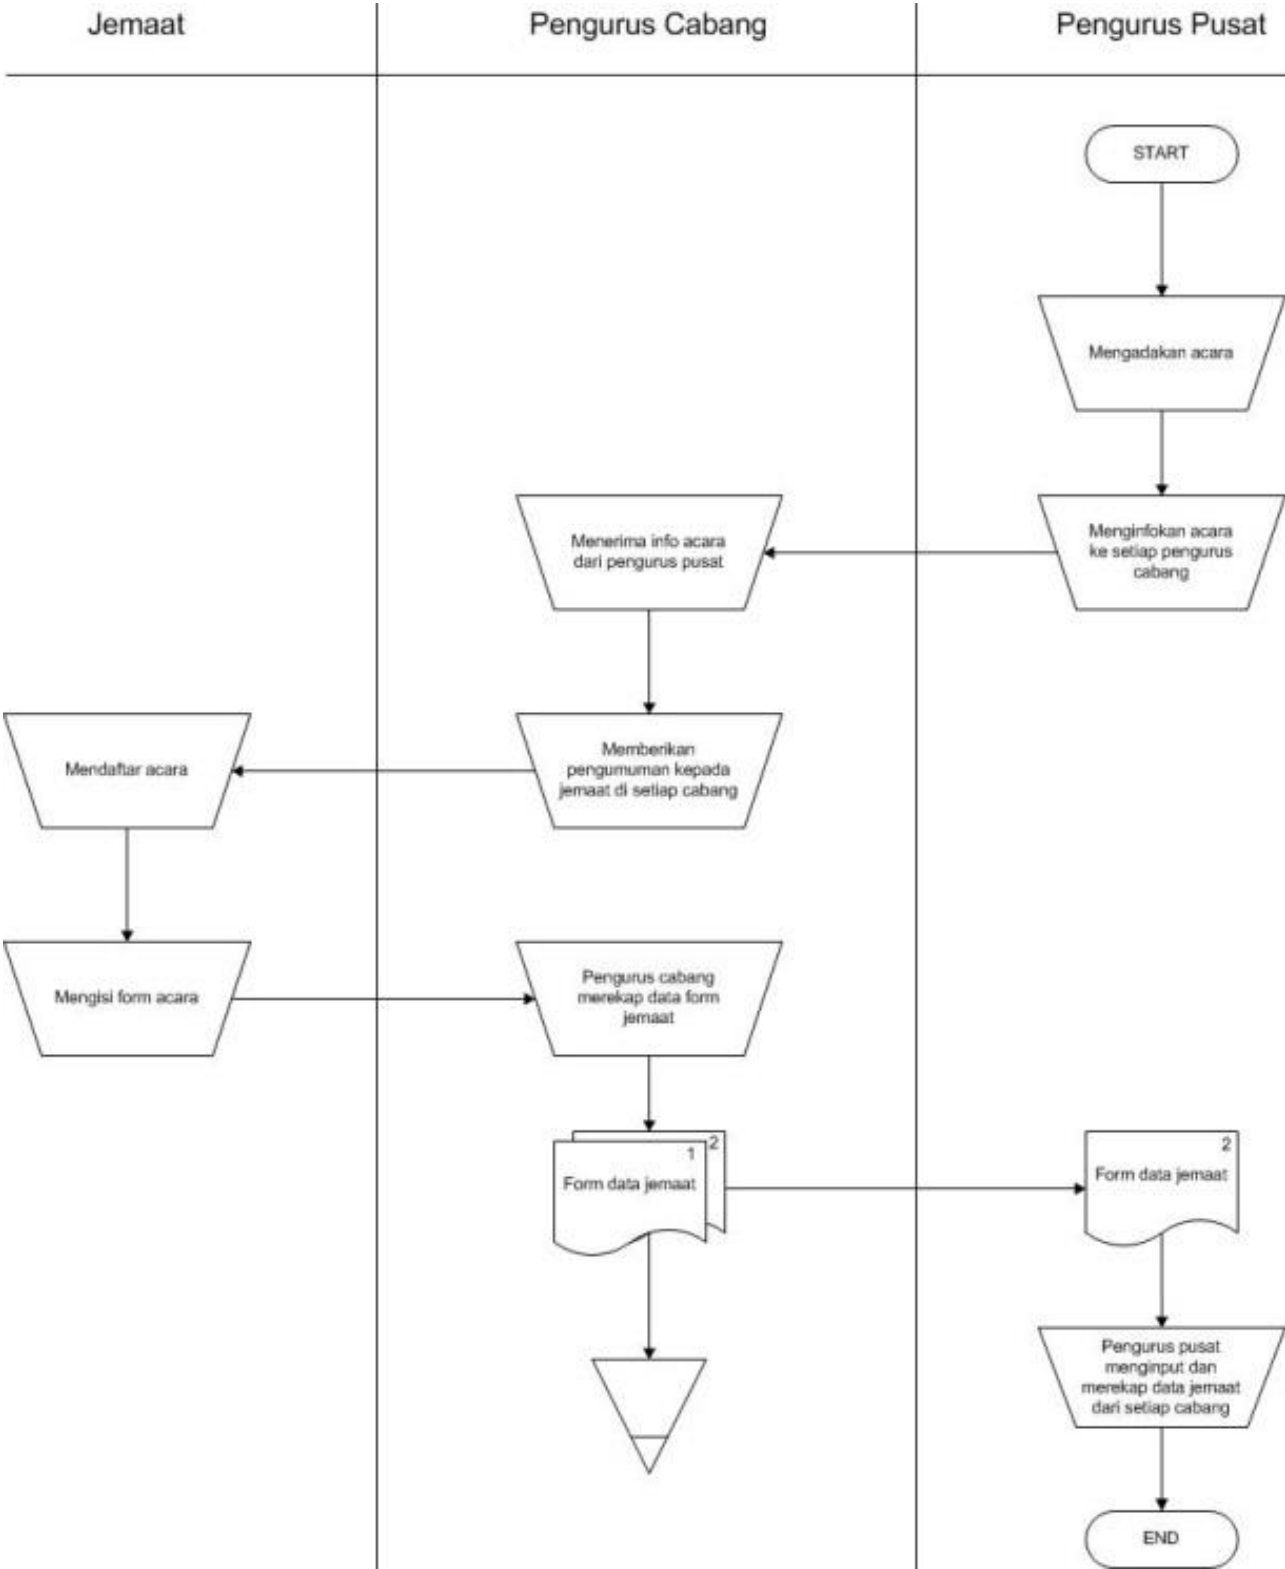 Jemaat
Pengurus Cabang
Pengurus Pusat
START
Mengadakan acara
Menginfokan acara
ke setiap pengurus
cabang
Menerima info acara
dari pengurus pusat
Memberikan
pengumuman kepada
jemaat di setiap cabang
Mendaftar acara
Mengisi form acara
Pengurus cabang
merekap data form
jemaat
1
2
Form data jemaat
2
Form data jemaat
Pengurus pusat
menginput dan
merekap data jemaat
dari setiap cabang
END